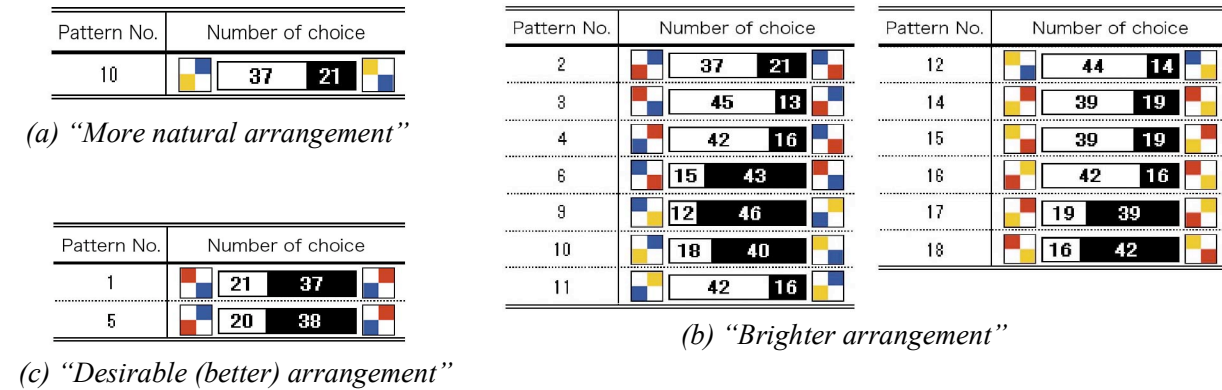 Pattern No. Number of choice
10 37 21
(a) “More natural arrangement”
Pattern No. Number of choice
1 21 37
5 20 38
(c) “Desirable (better) arrangement”
Pattern No. Number of choice
2 37 21
3 45 13
4 42 16
6 15 43
9 12 46
10 18 40
11 42 16
Pattern No. Number of choice
12 44 14
14 39 19
15 39 19
16 42 16
17 19 39
18 16 42
(b) “Brighter arrangement”